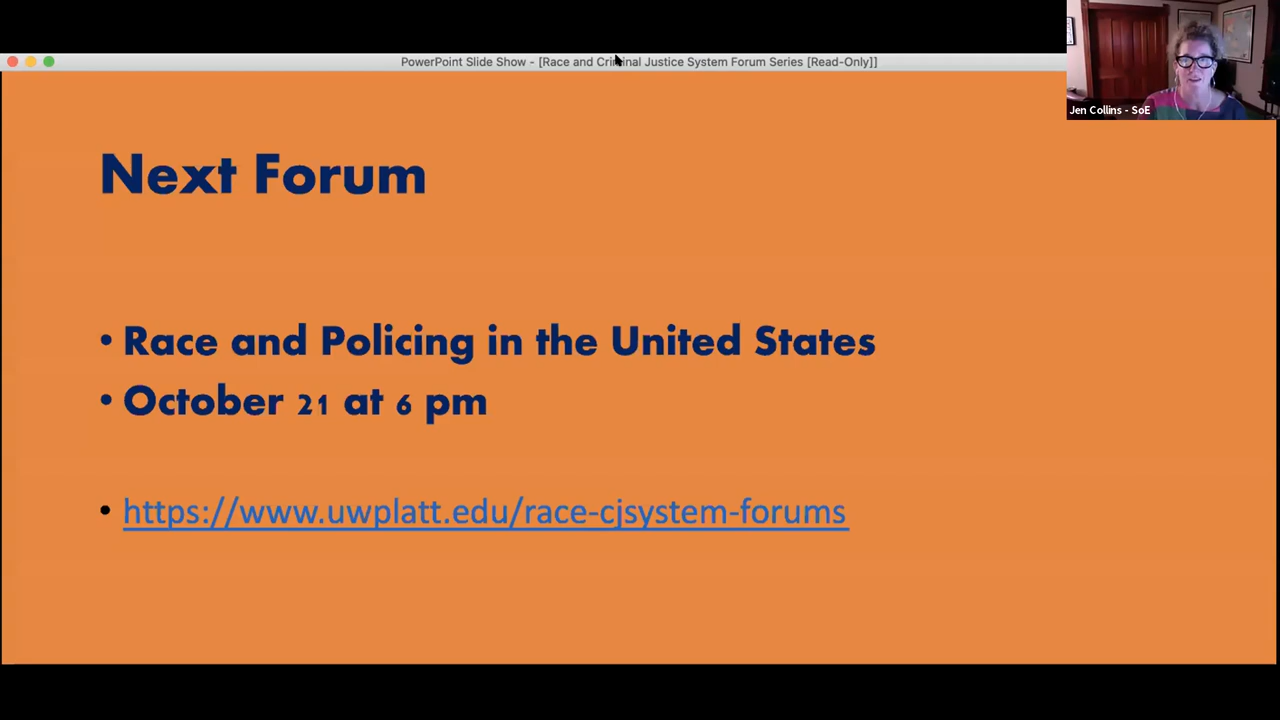 PowerPoint Slide Show - [Race and Criminal Justice System Forum Series [Read-Only]]
Jen Collins - SoE
Next Forum
• Race and Policing in the United States
• October 21 at 6 pm
• https://www.uwplatt.edu/race-cjsystem-forums